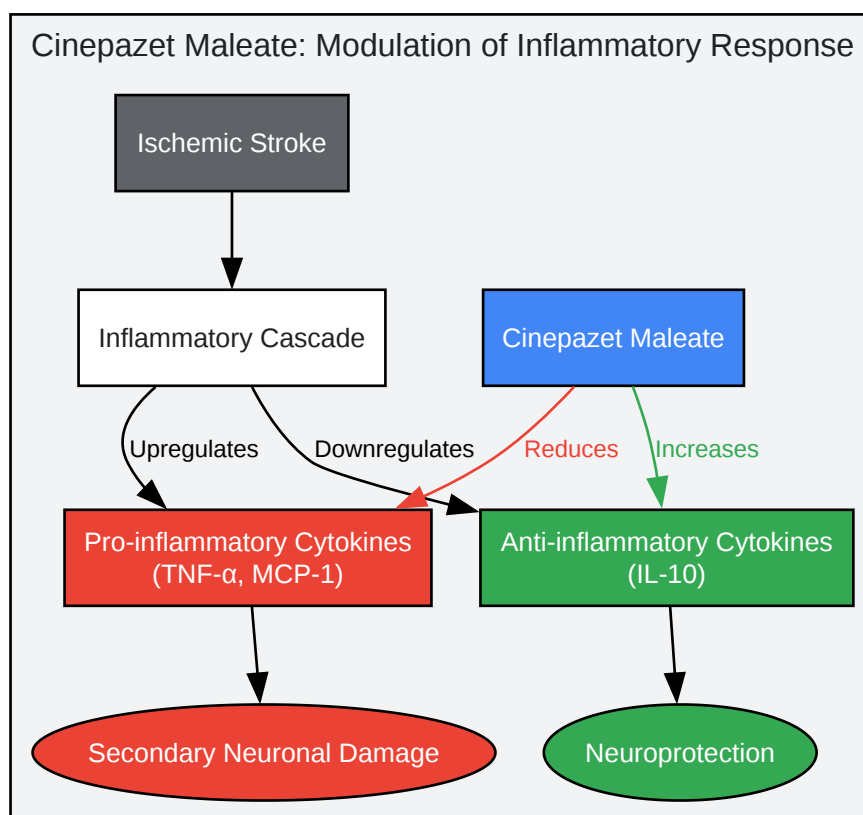 Cinepazet Maleate: Modulation of Inflammatory Response
Ischemic Stroke
Inflammatory Cascade
Cinepazet Maleate
Upregulates
Downregulates
Reduces
Increases
Pro-inflammatory Cytokines
(TNF-α, MCP-1)
Anti-inflammatory Cytokines
(IL-10)
Secondary Neuronal Damage
Neuroprotection